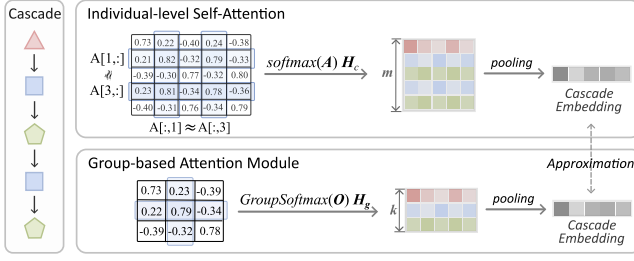 Cascade
Individual-level Self-Attention
0.73 0.22 -0.40 0.24 -0.38
A[1,:] 0.21 0.82 -0.32 0.79 -0.33
≈ -0.39 -0.30 0.77 -0.32 0.80
A[3,:] 0.23 0.81 -0.34 0.78 -0.36
-0.40 -0.31 0.76 -0.34 0.79
A[:,1] ≈ A[:,3]
softmax(A) H_c
m
pooling
Cascade
Embedding
Approximation
Group-based Attention Module
0.73 0.23 -0.39
0.22 0.79 -0.34
-0.39 -0.32 0.78
GroupSoftmax(O) H_g
k
pooling
Cascade
Embedding